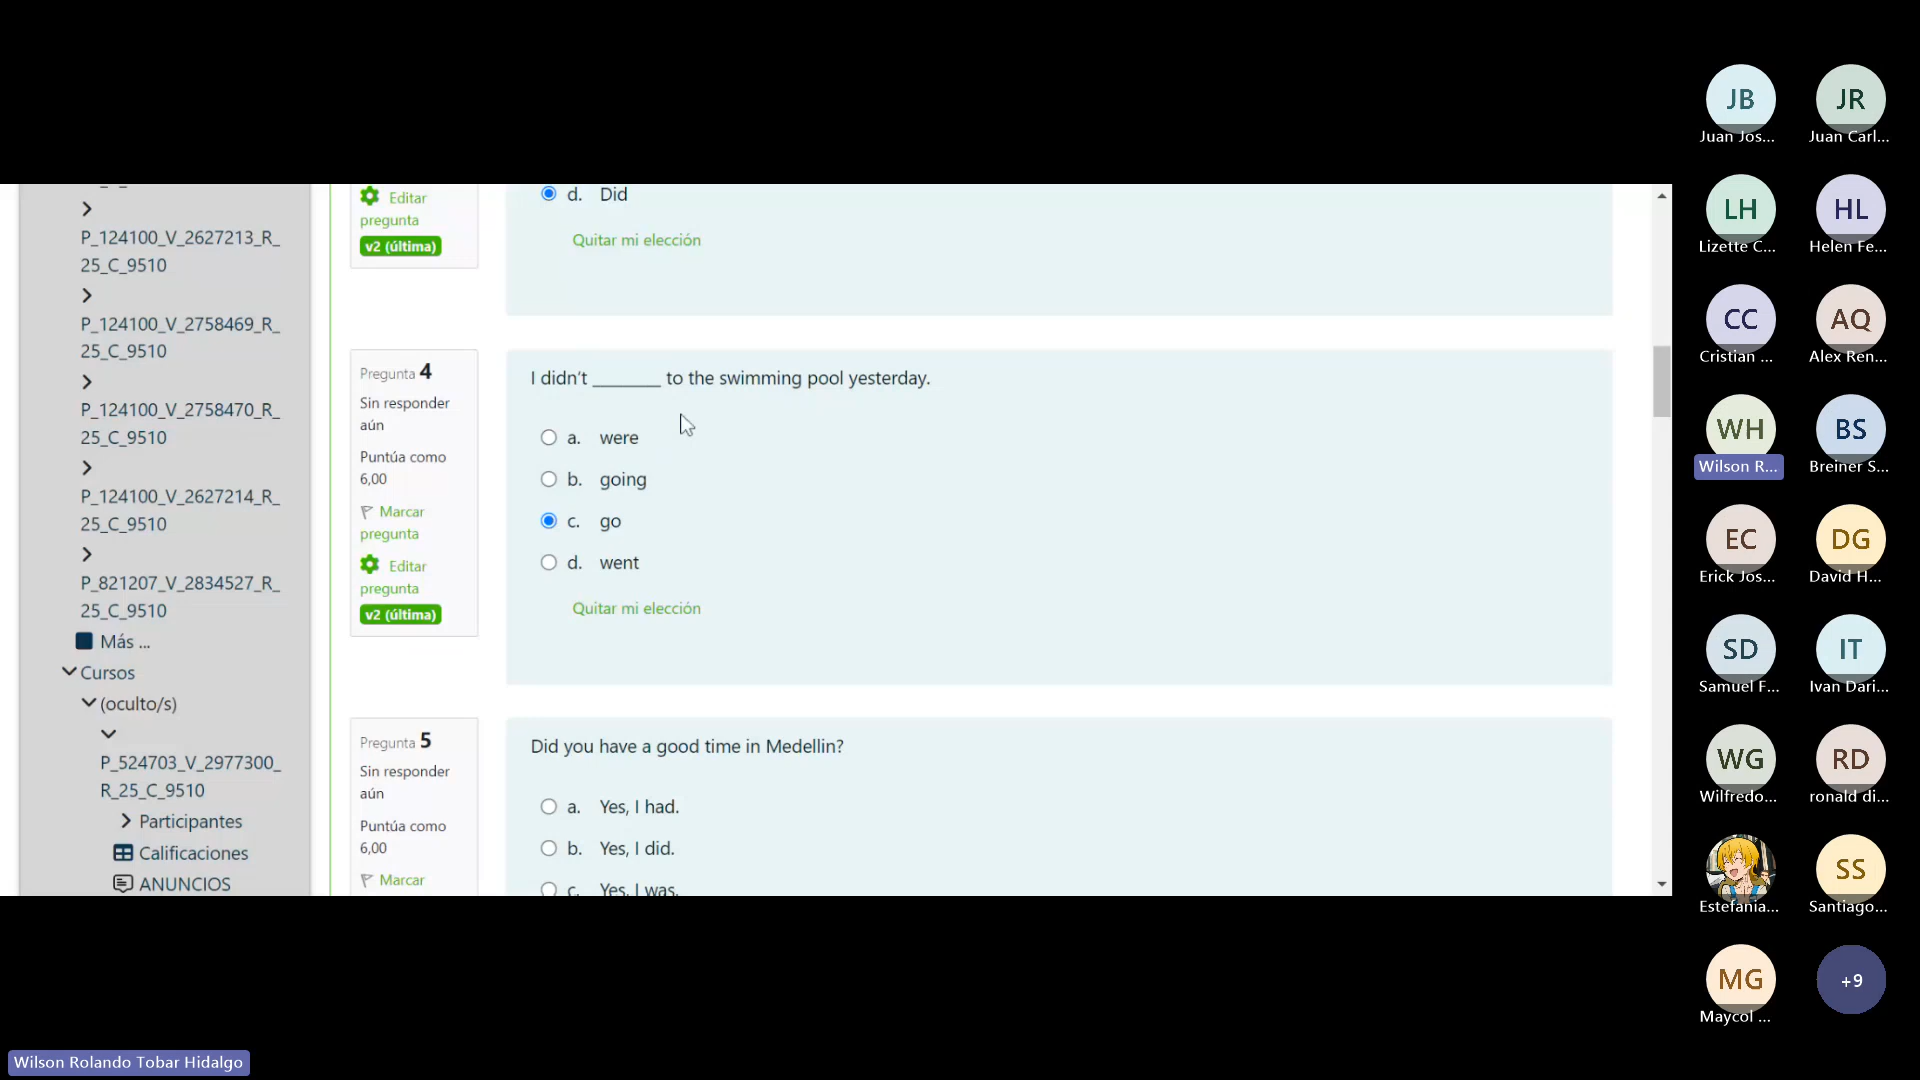 P_124100_V_2627213_R_
25_C_9510
P_124100_V_2758469_R_
25_C_9510
P_124100_V_2758470_R_
25_C_9510
P_124100_V_2627214_R_
25_C_9510
P_821207_V_2834527_R_
25_C_9510
Más ...
Cursos
(oculto/s)
P_524703_V_2977300_
R_25_C_9510
Participantes
Calificaciones
ANUNCIOS
Editar
pregunta
v2 (última)
d. Did
Quitar mi elección
Pregunta 4
Sin responder
aún
Puntúa como
6,00
Marcar
pregunta
Editar
pregunta
v2 (última)
I didn't _______ to the swimming pool yesterday.
a. were
b. going
c. go
d. went
Quitar mi elección
Pregunta 5
Sin responder
aún
Puntúa como
6,00
Marcar
Did you have a good time in Medellin?
a. Yes, I had.
b. Yes, I did.
c. Yes, I was.
JB
Juan Jos...
JR
Juan Carl...
LH
Lizette C...
HL
Helen Fe...
CC
Cristian ...
AQ
Alex Ren...
WH
Wilson R...
BS
Breiner S...
EC
Erick Jos...
DG
David H...
SD
Samuel F...
IT
Ivan Dari...
WG
Wilfredo...
RD
ronald di...
Estefania...
SS
Santiago...
MG
Maycol ...
+9
Wilson Rolando Tobar Hidalgo